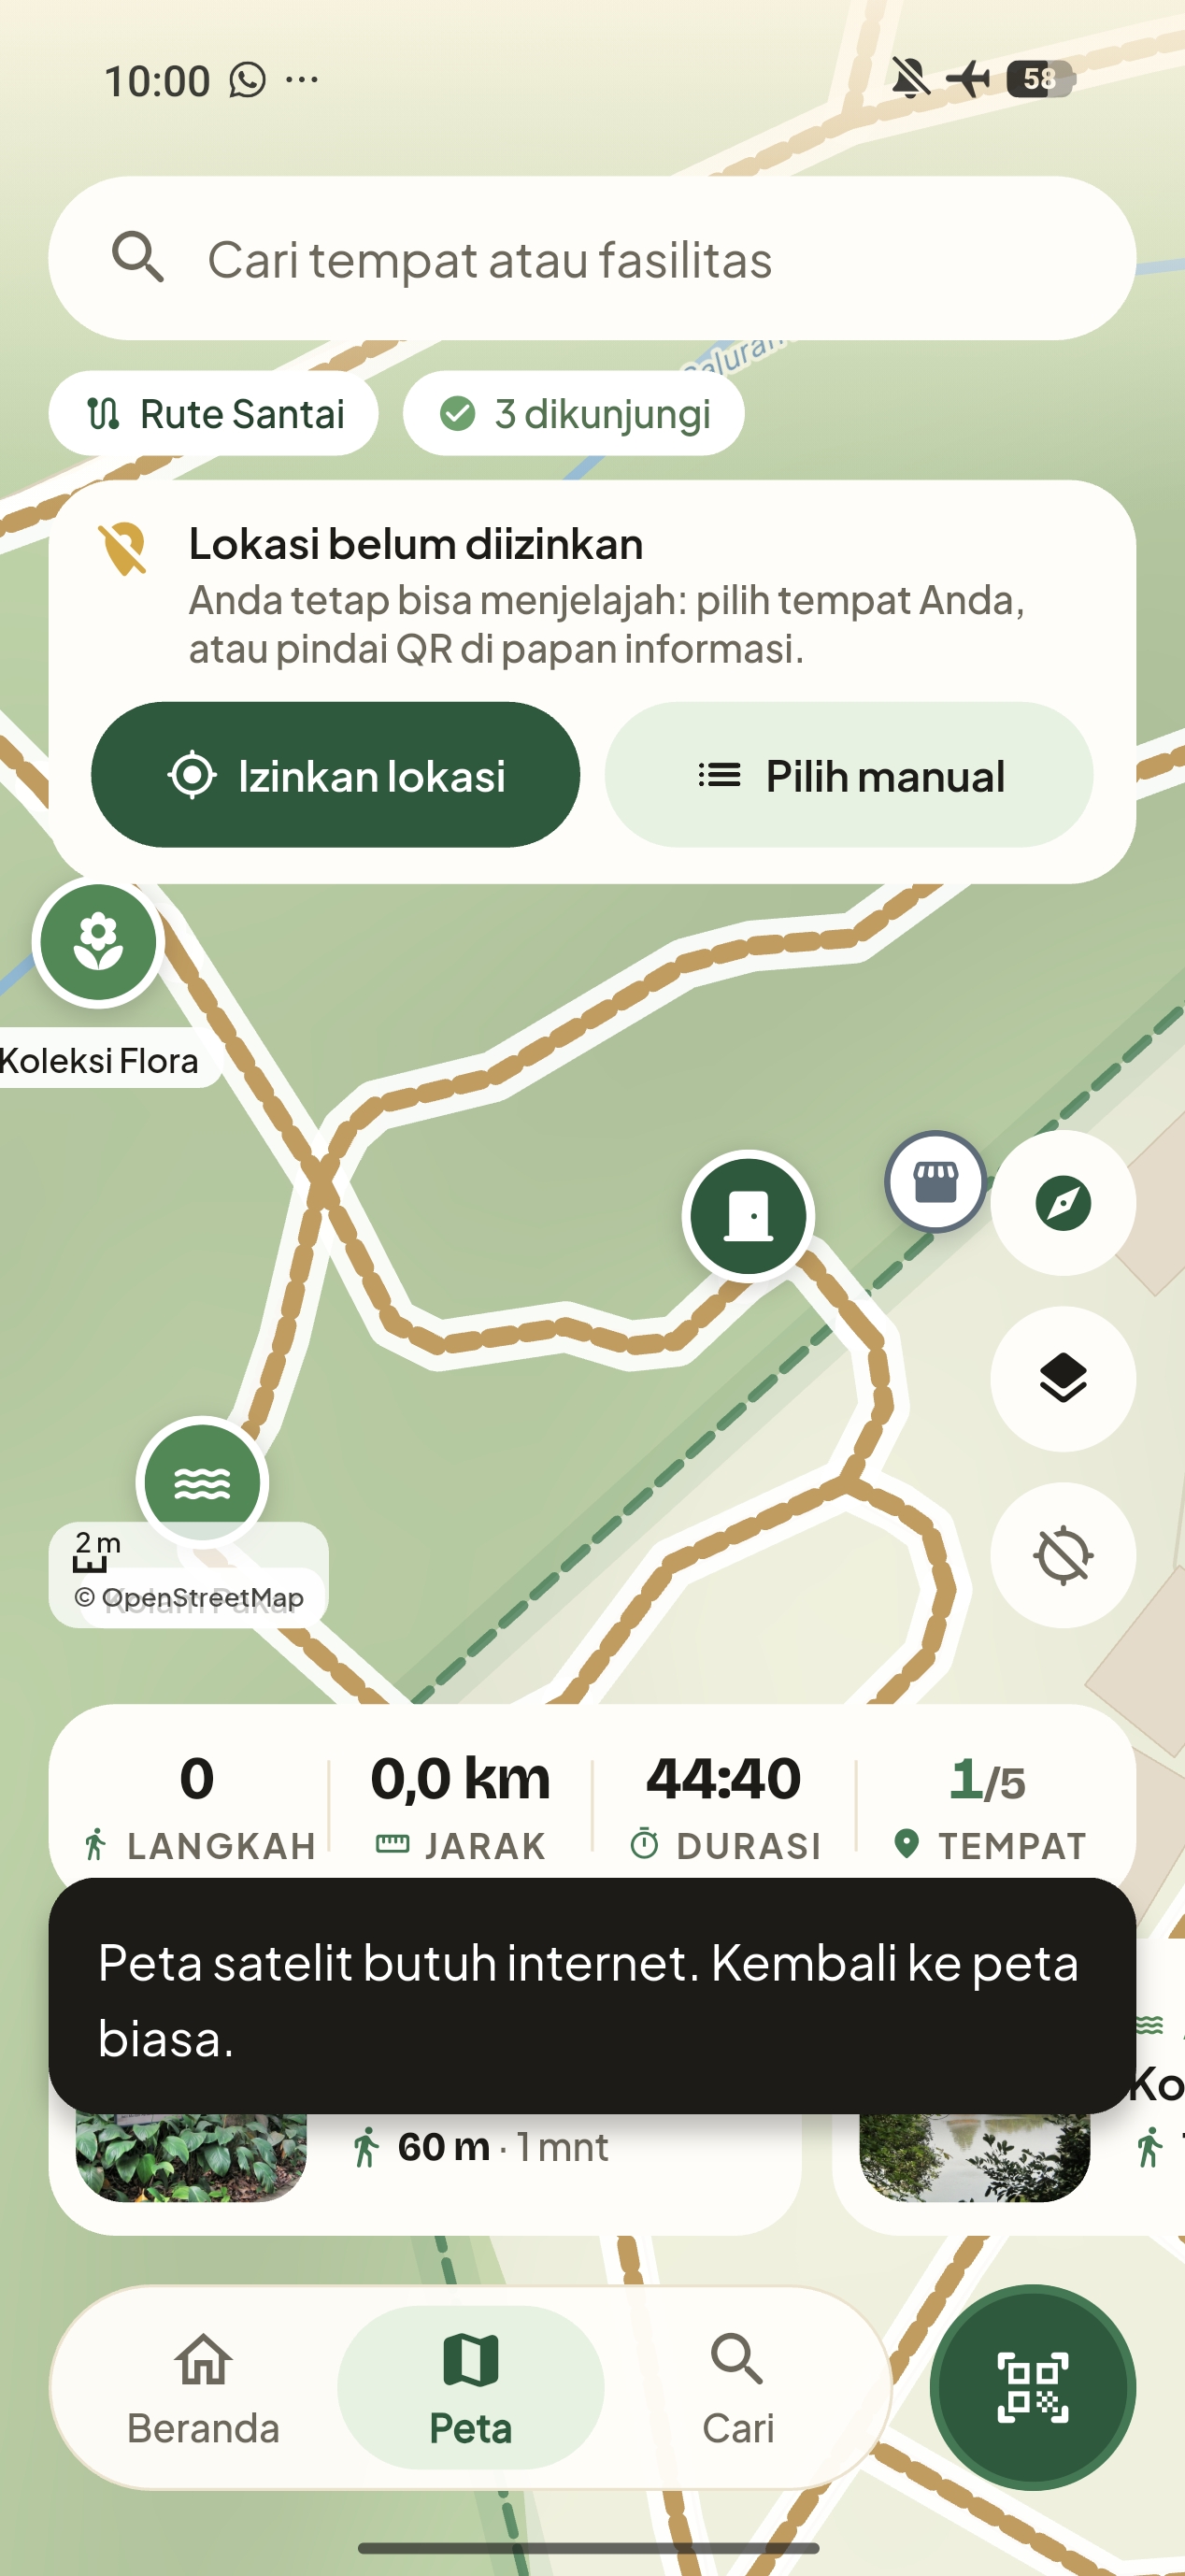 10:00
58
Cari tempat atau fasilitas
Saluran
Rute Santai
3 dikunjungi
Lokasi belum diizinkan
Anda tetap bisa menjelajah: pilih tempat Anda,
atau pindai QR di papan informasi.
Izinkan lokasi
Pilih manual
Koleksi Flora
2 m
© OpenStreetMap
0
0,0 km
44:40
1/5
LANGKAH
JARAK
DURASI
TEMPAT
Peta satelit butuh internet. Kembali ke peta
biasa.
Ko
60 m · 1 mnt
Beranda
Peta
Cari